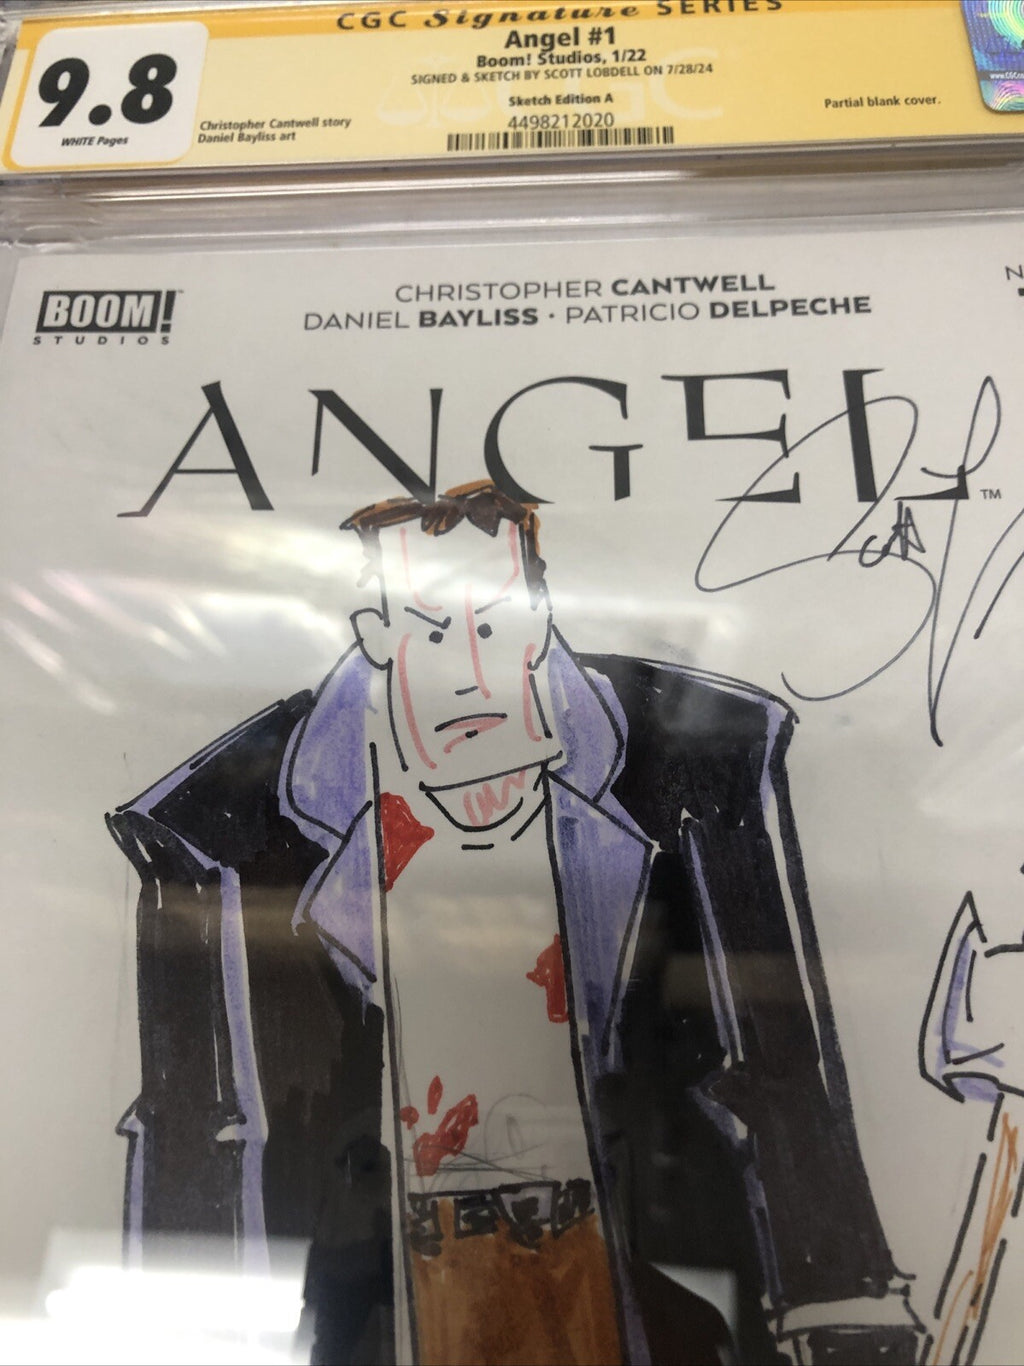 CGC Signature SERIES
Angel #1
Boom! Studios, 1/22
SIGNED & SKETCH BY SCOTT LOBDELL ON 7/28/24
9.8
WHITE Pages
Christopher Cantwell story
Daniel Bayliss art
Sketch Edition A
4498212020
Partial blank cover.
CHRISTOPHER CANTWELL
DANIEL BAYLISS • PATRICIO DELPECHE
BOOM!™
STUDIOS
ANGEL™